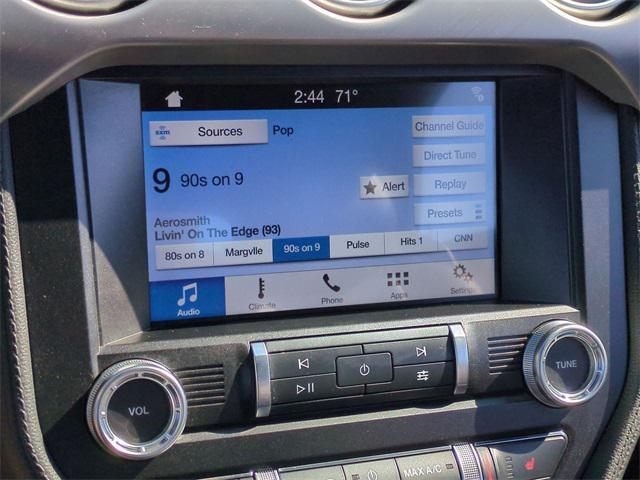 2:44 71°
sxm Sources Pop Channel Guide
Direct Tune
9 90s on 9
Alert Replay
Presets
Aerosmith
Livin' On The Edge (93)
80s on 8 Margvlle 90s on 9 Pulse Hits 1 CNN
Audio Climate Phone Apps Settings
VOL TUNE
MAX A/C